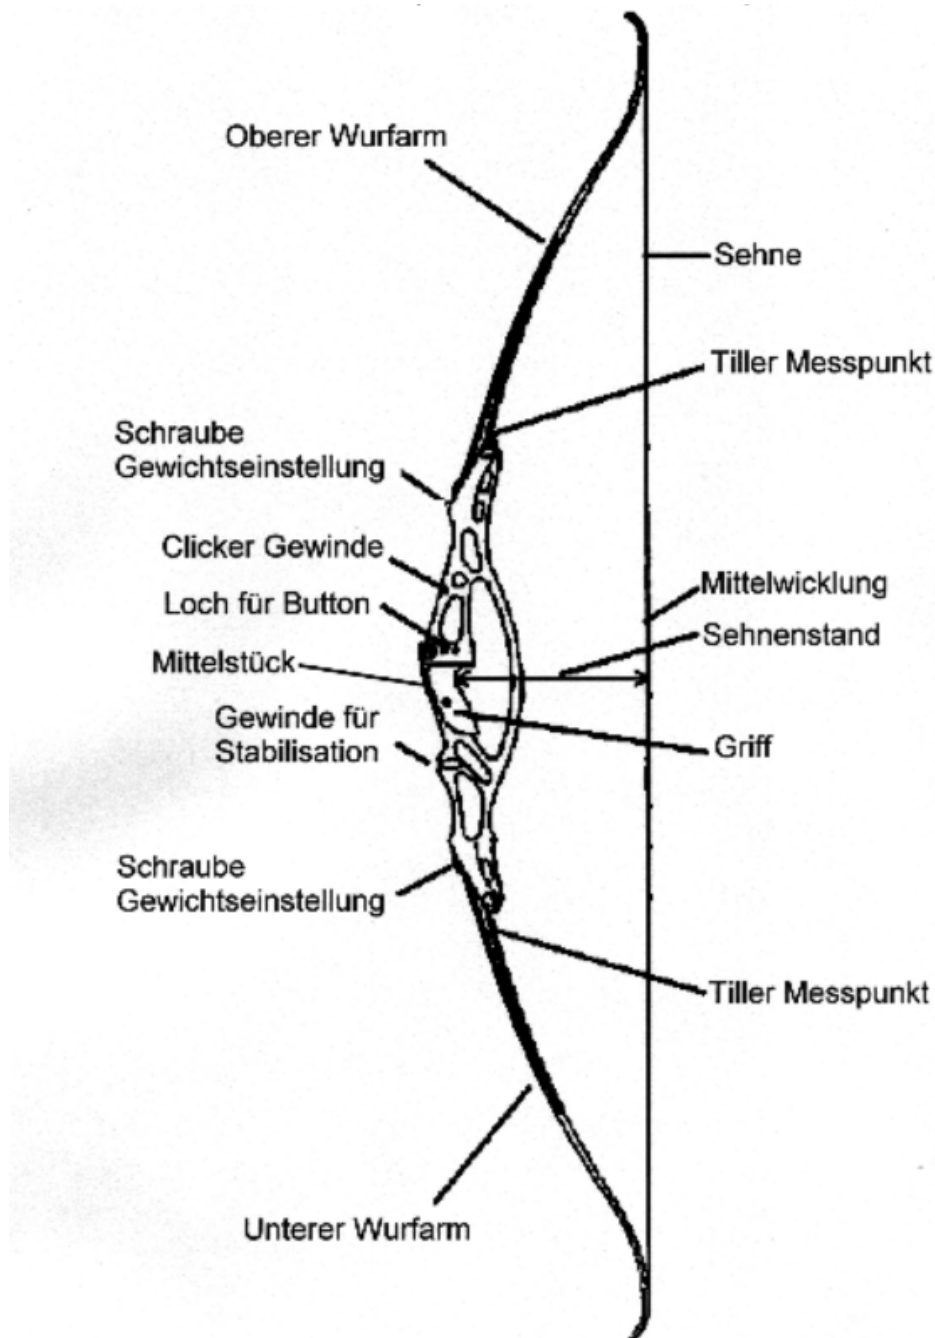 Oberer Wurfarm
Sehne
Tiller Messpunkt
Schraube
Gewichtseinstellung
Clicker Gewinde
Mittelwicklung
Loch für Button
Sehnenstand
Mittelstück
Gewinde für
Stabilisation
Griff
Schraube
Gewichtseinstellung
Tiller Messpunkt
Unterer Wurfarm